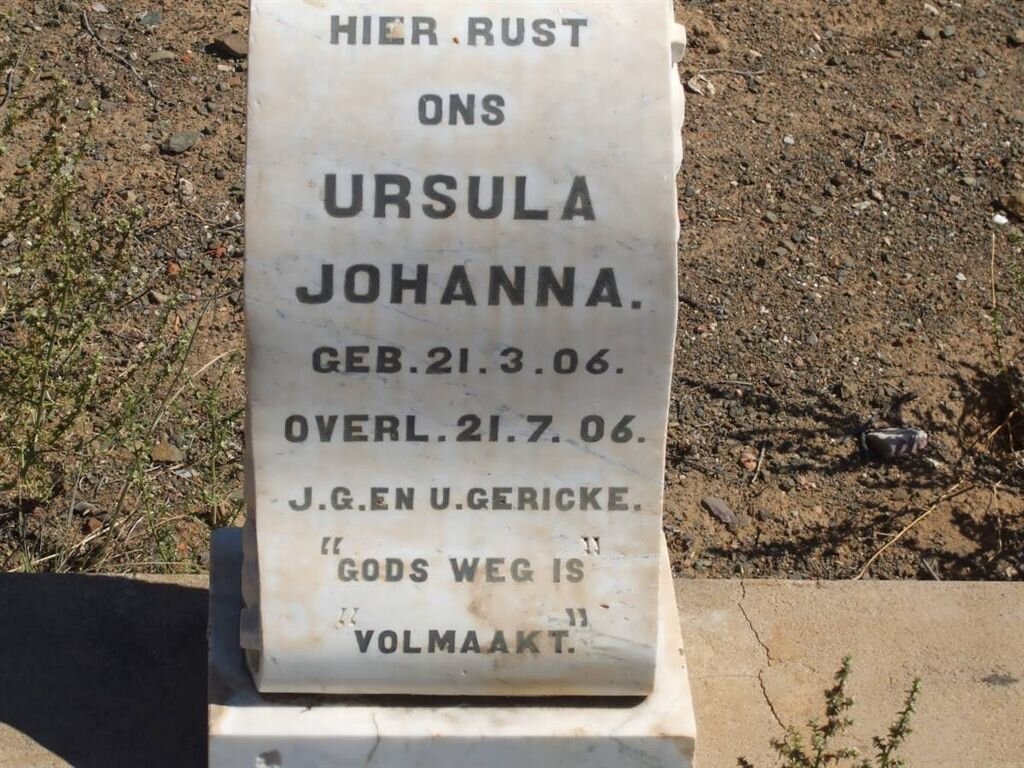 HIER RUST
ONS
URSULA
JOHANNA.
GEB. 21. 3. 06.
OVERL. 21. 7. 06.
J. G. EN U. GERICKE.
"GODS WEG IS"
"VOLMAAKT."